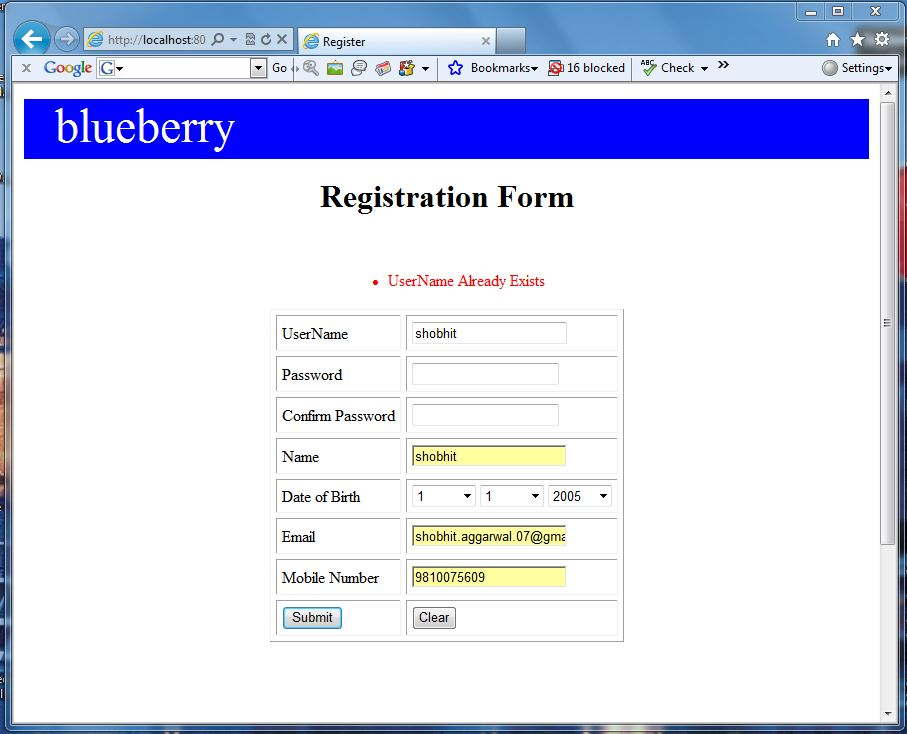 http://localhost:80
Register
x Google G Go Bookmarks 16 blocked ABC Check » Settings
blueberry
Registration Form
• UserName Already Exists
UserName shobhit
Password
Confirm Password
Name shobhit
Date of Birth 1 1 2005
Email shobhit.aggarwal.07@gma
Mobile Number 9810075609
Submit Clear